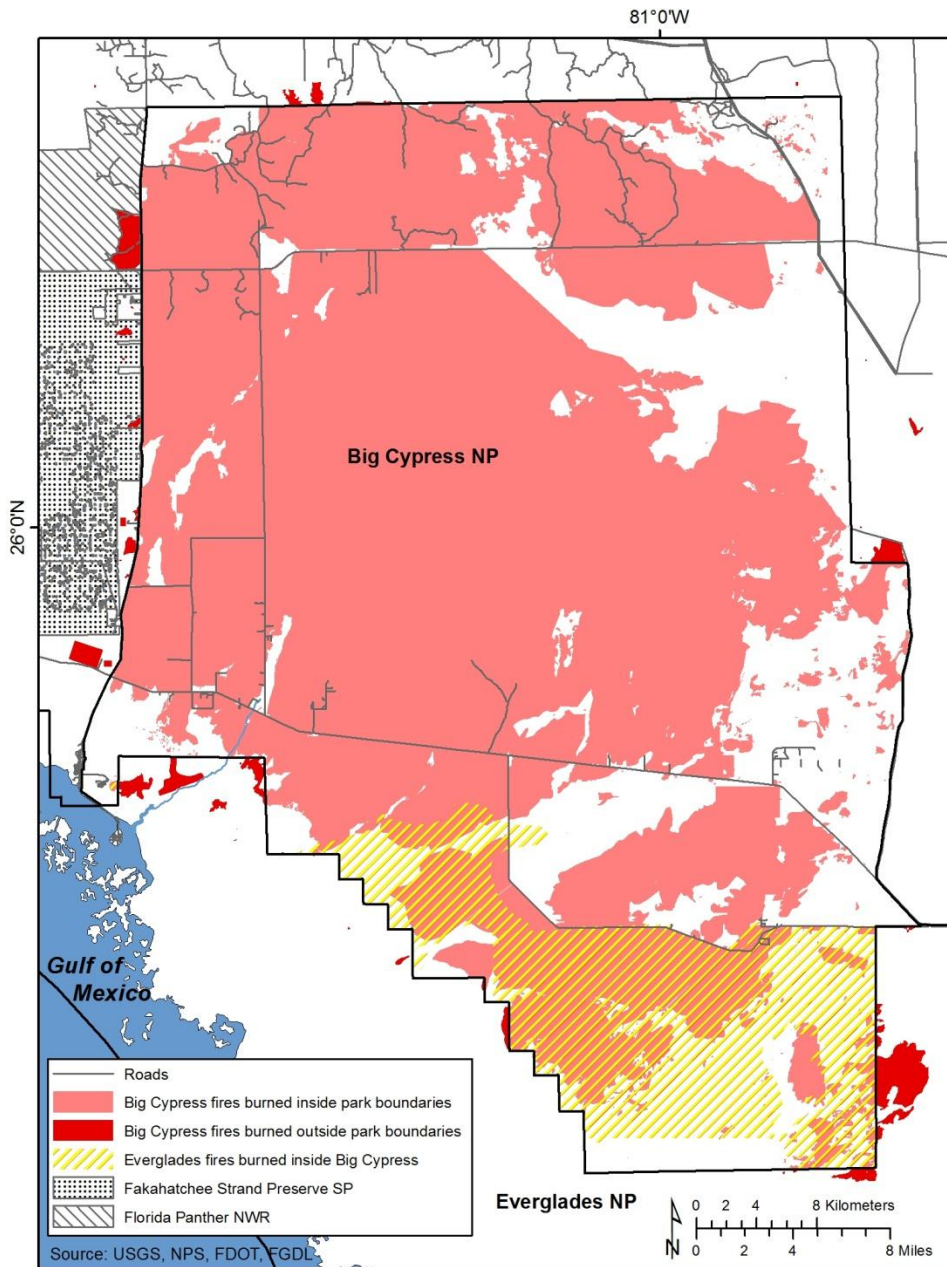 81°0'W
26°0'N
Big Cypress NP
Gulf of
Mexico
Roads
Big Cypress fires burned inside park boundaries
Big Cypress fires burned outside park boundaries
Everglades fires burned inside Big Cypress
Fakahatchee Strand Preserve SP
Florida Panther NWR
Source: USGS, NPS, FDOT, FGDL
Everglades NP
N
0 2 4 8 Kilometers
0 2 4 8 Miles